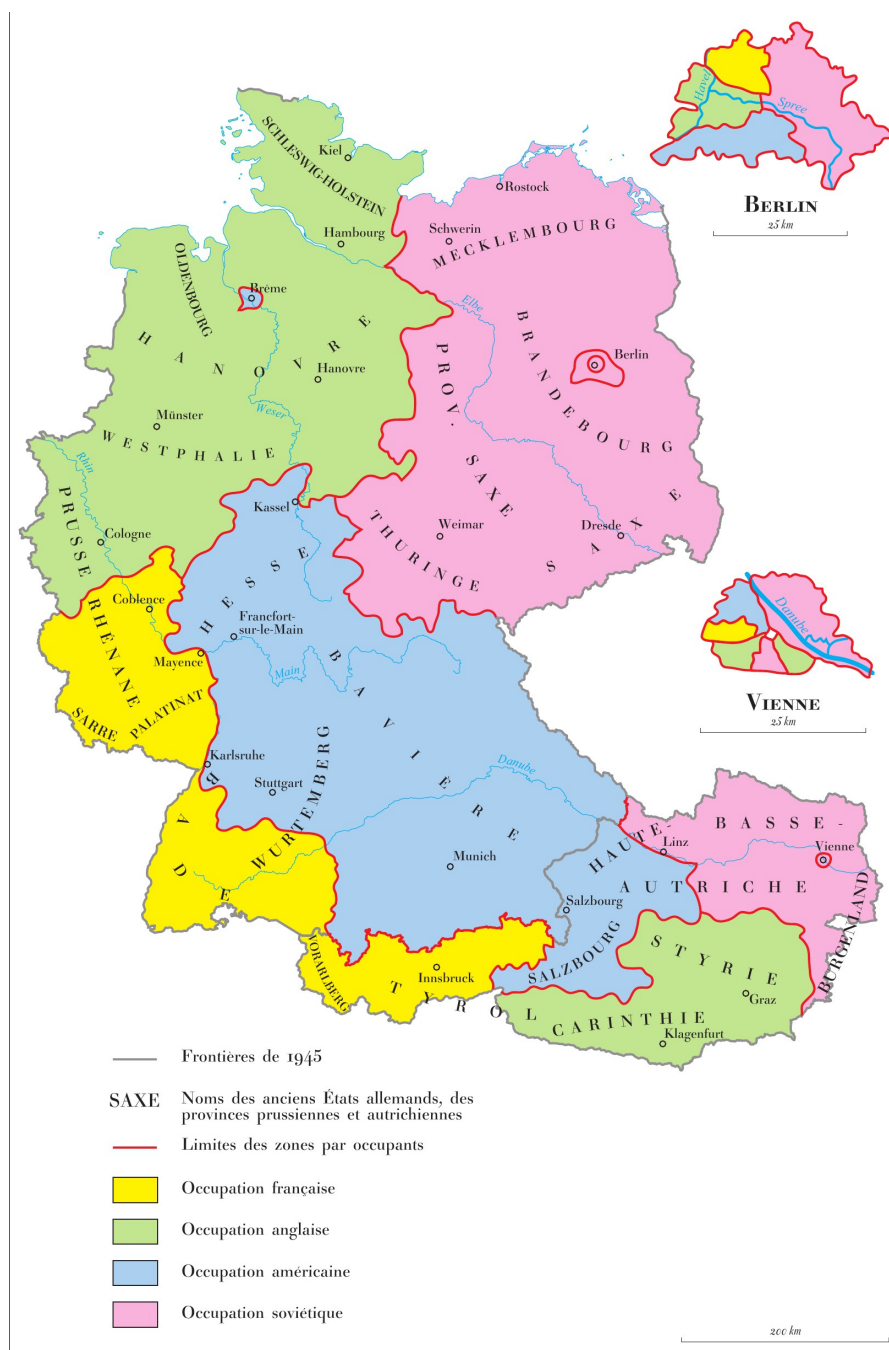 Havel
Spree
BERLIN
25 km
SCHLESWIG-HOLSTEIN
Kiel
Rostock
Schwerin
MECKLEMBOURG
Hambourg
OLDENBOURG
Brême
Elbe
HANOVRE
Hanovre
BRANDEBOURG
Berlin
PROV. SAXE
Weser
Münster
WESTPHALIE
Rhin
PRUSSE
RHÉNANE
Kassel
Cologne
Weimar
Dresde
THURINGE
SAXE
HESSE
Coblence
Francfort-
sur-le-Main
Mayence
Main
SARRE
PALATINAT
BAVIÈRE
Danube
VIENNE
25 km
Karlsruhe
Stuttgart
BADE
WURTEMBERG
Danube
Munich
HAUTE-
BASSE-
Linz
Vienne
AUTRICHE
Salzbourg
SALZBOURG
BURGENLAND
VORARLBERG
Innsbruck
TYROL
STYRIE
Graz
CARINTHIE
Klagenfurt
Frontières de 1945
SAXE
Noms des anciens États allemands, des
provinces prussiennes et autrichiennes
Limites des zones par occupants
Occupation française
Occupation anglaise
Occupation américaine
Occupation soviétique
200 km